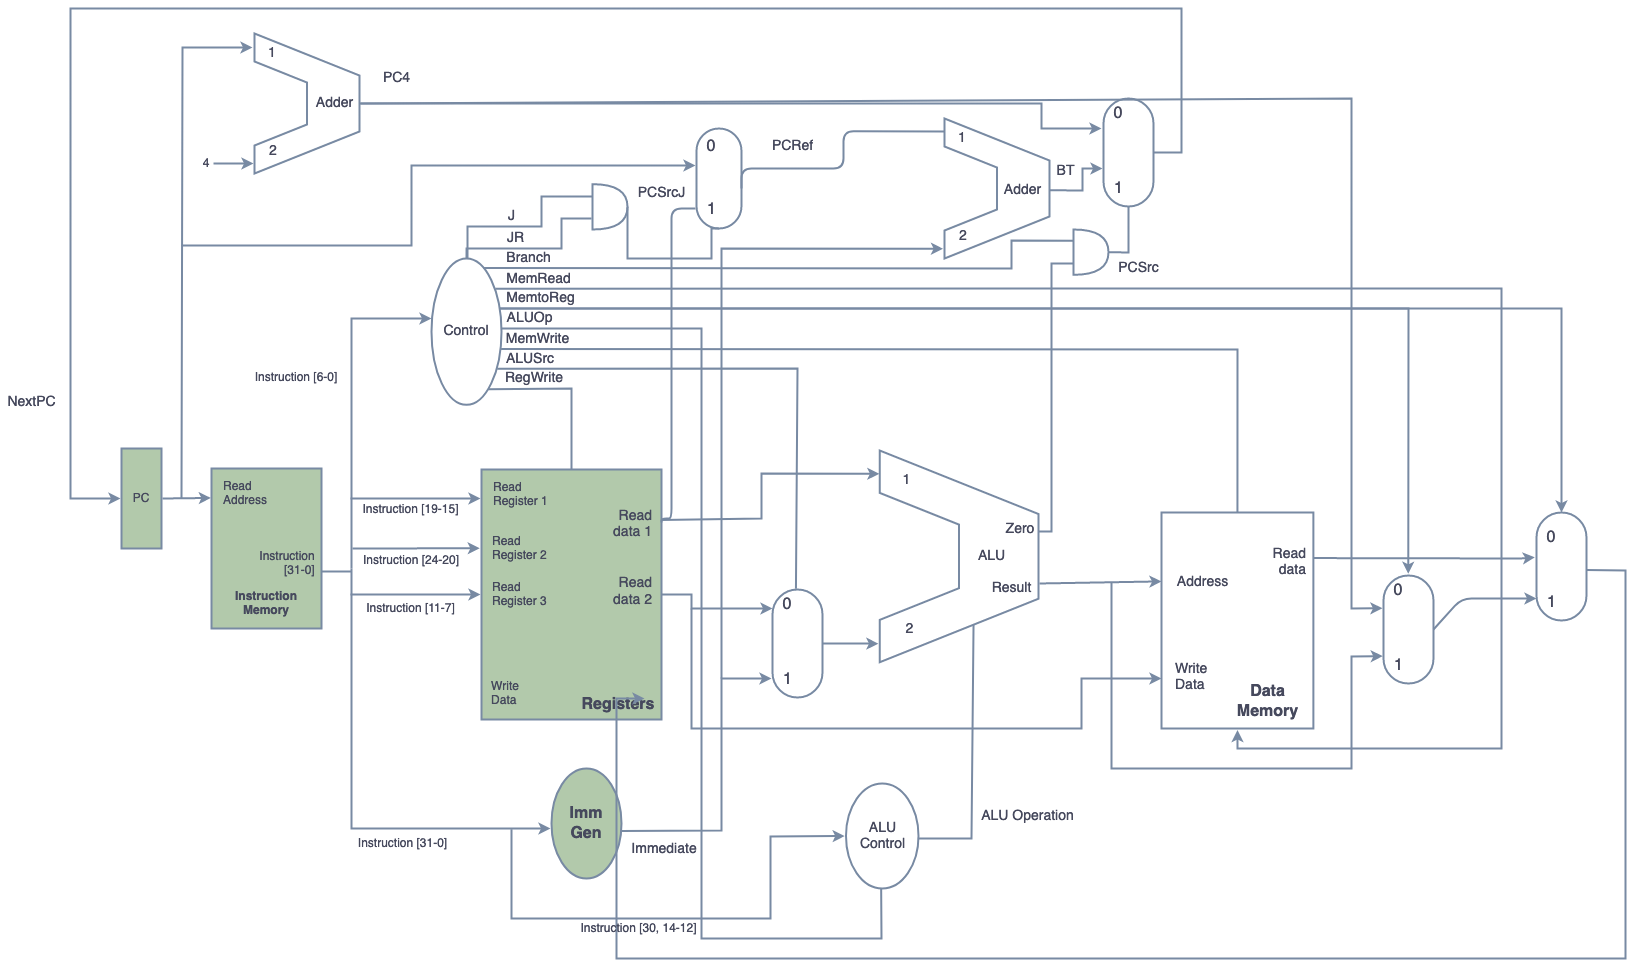 1
PC4
Adder
2
4
0
PCRef
PCSrcJ
1
1
Adder
2
BT
0
1
J
JR
Branch
MemRead
MemtoReg
ALUOp
MemWrite
ALUSrc
RegWrite
Control
PCSrc
Instruction [6-0]
NextPC
PC
Read
Address
Instruction
[31-0]
Instruction
Memory
Instruction [19-15]
Instruction [24-20]
Instruction [11-7]
Read
Register 1
Read
Register 2
Read
Register 3
Read
data 1
Read
data 2
Write
Data
Registers
0
1
1
Zero
ALU
Result
2
Address
Read
data
Write
Data
Data
Memory
0
1
0
1
Imm
Gen
Immediate
Instruction [31-0]
Instruction [30, 14-12]
ALU
Control
ALU Operation